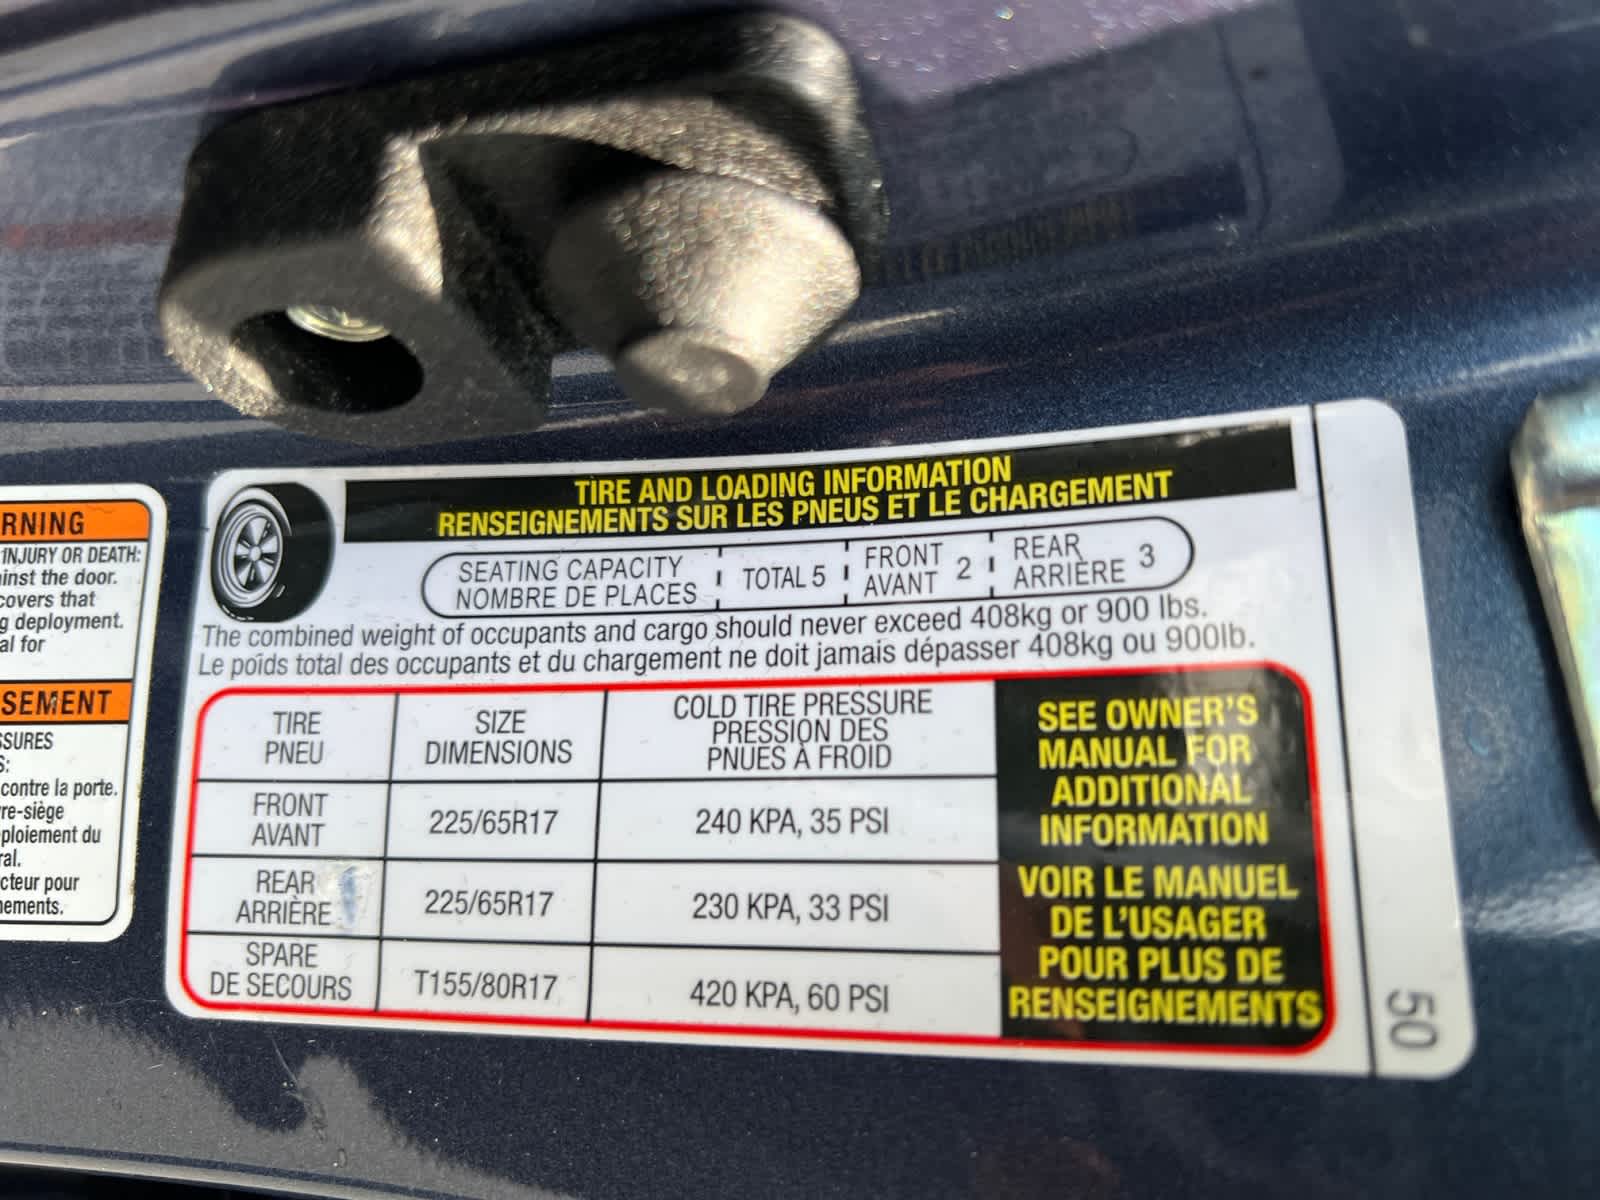 RNING
INJURY OR DEATH:
inst the door.
covers that
g deployment.
al for
SEMENT
SSURES
S:
contre la porte.
re-siège
ploiement du
ral.
cteur pour
nements.
TIRE AND LOADING INFORMATION
RENSEIGNEMENTS SUR LES PNEUS ET LE CHARGEMENT
SEATING CAPACITY
NOMBRE DE PLACES
TOTAL 5
FRONT
AVANT 2
REAR
ARRIÈRE 3
The combined weight of occupants and cargo should never exceed 408kg or 900 lbs.
Le poids total des occupants et du chargement ne doit jamais dépasser 408kg ou 900lb.
TIRE
PNEU
SIZE
DIMENSIONS
COLD TIRE PRESSURE
PRESSION DES
PNUES À FROID
FRONT
AVANT
225/65R17
240 KPA, 35 PSI
REAR
ARRIÈRE
225/65R17
230 KPA, 33 PSI
SPARE
DE SECOURS
T155/80R17
420 KPA, 60 PSI
SEE OWNER'S
MANUAL FOR
ADDITIONAL
INFORMATION
VOIR LE MANUEL
DE L'USAGER
POUR PLUS DE
RENSEIGNEMENTS
50